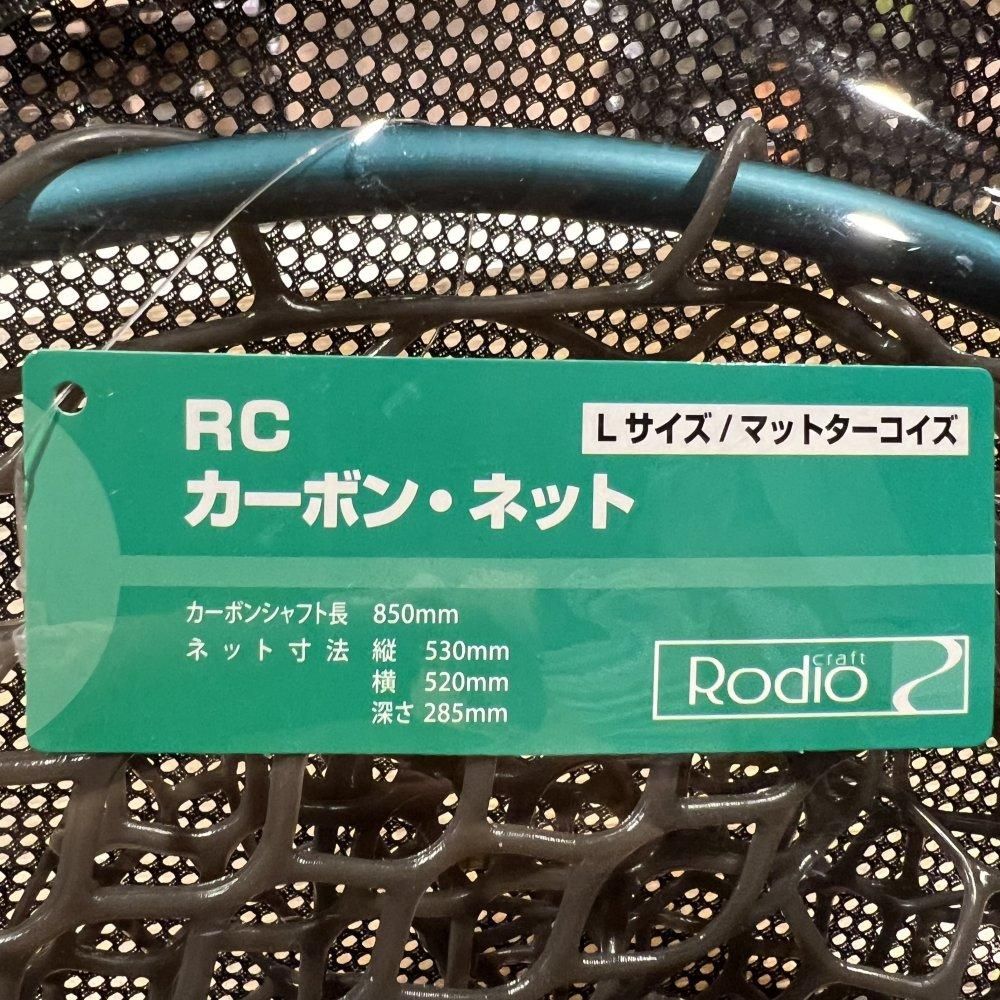 RC
Lサイズ/マットターコイズ
カーボン・ネット
カーボンシャフト長 850mm
ネット寸法 縦 530mm
横 520mm
深さ 285mm
Rodio craft